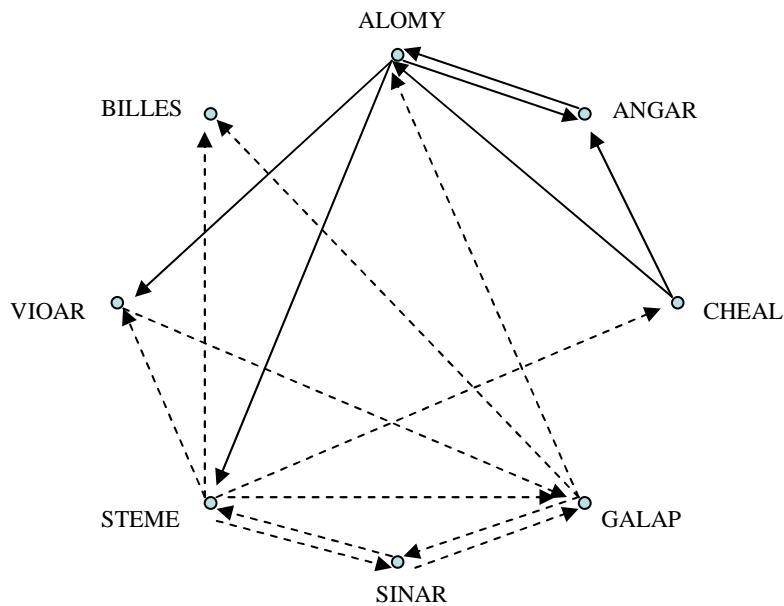 ALOMY
BILLES
ANGAR
VIOAR
CHEAL
STEME
GALAP
SINAR